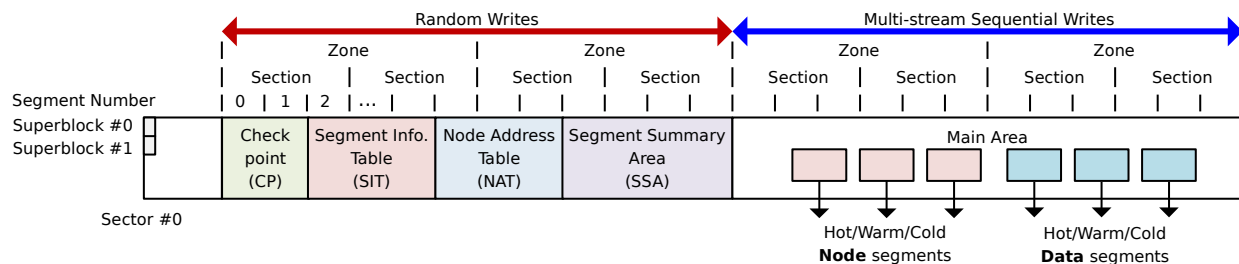 Random Writes
Multi-stream Sequential Writes
Zone
Zone
Zone
Zone
Section
Section
Section
Section
Section
Section
Section
Section
Segment Number
0
1
2
...
Superblock #0
Superblock #1
Check
point
(CP)
Segment Info.
Table
(SIT)
Node Address
Table
(NAT)
Segment Summary
Area
(SSA)
Main Area
Sector #0
Hot/Warm/Cold
Node segments
Hot/Warm/Cold
Data segments